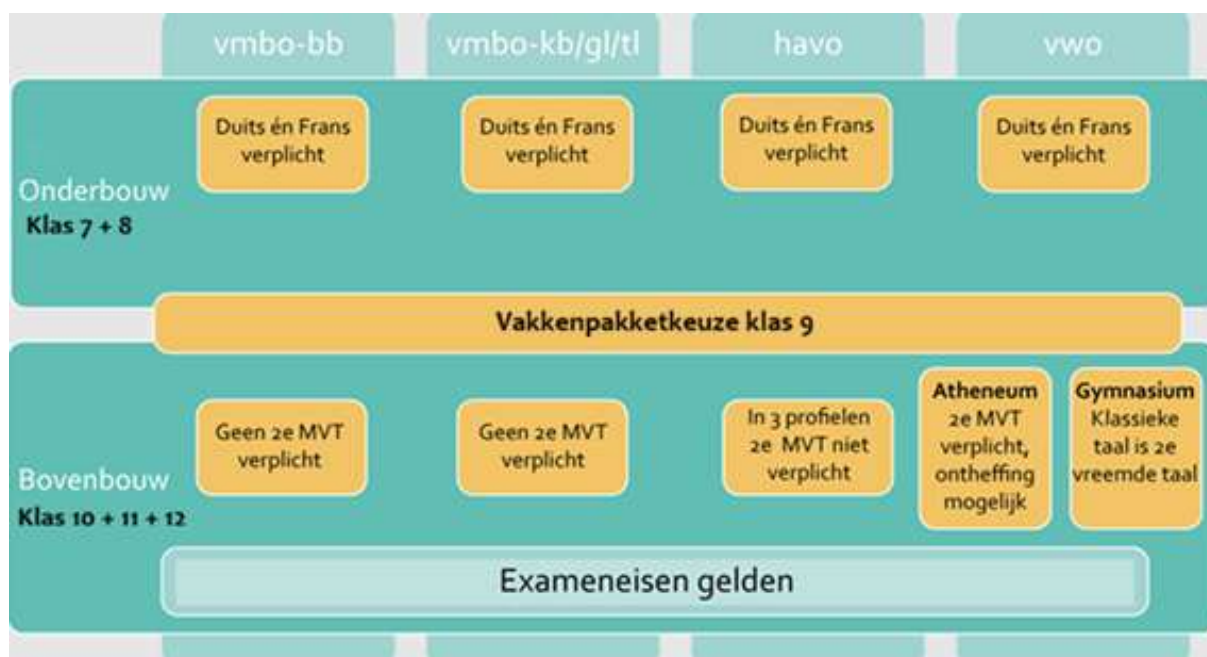 vmbo-bb
vmbo-kb/gl/tl
havo
vwo
Duits én Frans
verplicht
Duits én Frans
verplicht
Duits én Frans
verplicht
Duits én Frans
verplicht
Onderbouw
Klas 7 + 8
Vakkenpakketkeuze klas 9
Geen 2e MVT
verplicht
Geen 2e MVT
verplicht
In 3 profielen
2e MVT niet
verplicht
Atheneum
2e MVT
verplicht,
ontheffing
mogelijk
Gymnasium
Klassieke
taal is 2e
vreemde taal
Bovenbouw
Klas 10 + 11 + 12
Exameneisen gelden